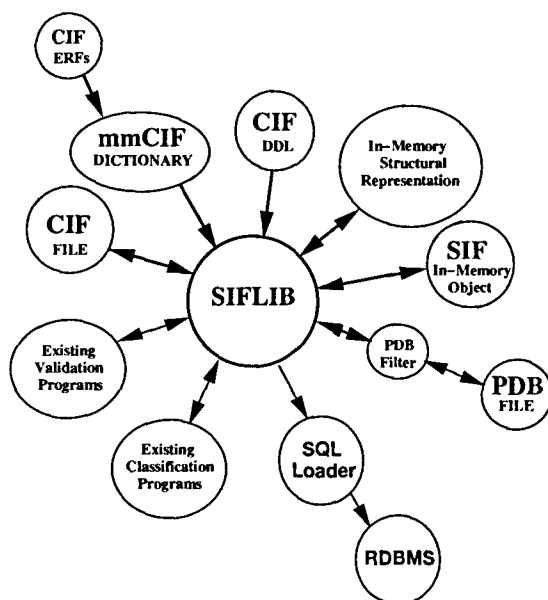 CIF
ERFs
mmCIF
DICTIONARY
CIF
DDL
In-Memory
Structural
Representation
CIF
FILE
SIF
In-Memory
Object
SIFLIB
Existing
Validation
Programs
PDB
Filter
PDB
FILE
Existing
Classification
Programs
SQL
Loader
RDBMS